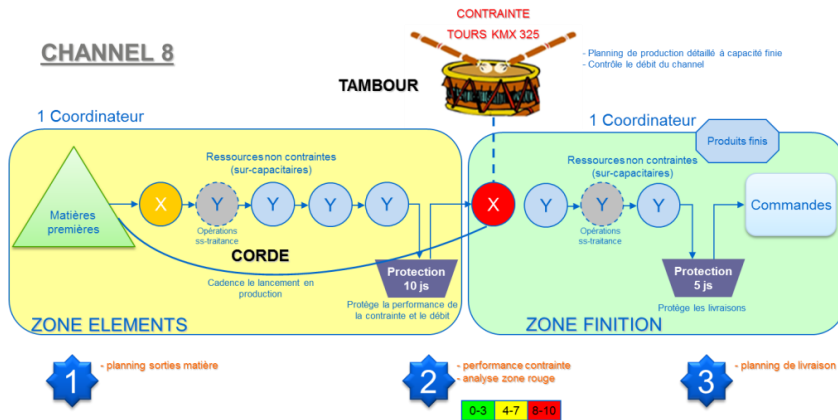 CONTRAINTE
TOURS KMX 325
CHANNEL 8
- Planning de production détaillé à capacité finie
- Contrôle le débit du channel
TAMBOUR
1 Coordinateur
1 Coordinateur
Produits finis
Ressources non contraintes
(sur-capacitaires)
Ressources non contraintes
(sur-capacitaires)
Matières
premières
X
Y
Y
Y
Y
X
Y
Y
Y
Commandes
Opérations
ss-traitance
Opérations
ss-traitance
CORDE
Cadence le lancement en
production
Protection
10 js
Protection
5 js
Protège la performance de
la contrainte et le débit
Protège les livraisons
ZONE ELEMENTS
ZONE FINITION
1
- planning sorties matière
2
- performance contrainte
- analyse zone rouge
3
- planning de livraison
0-3
4-7
8-10